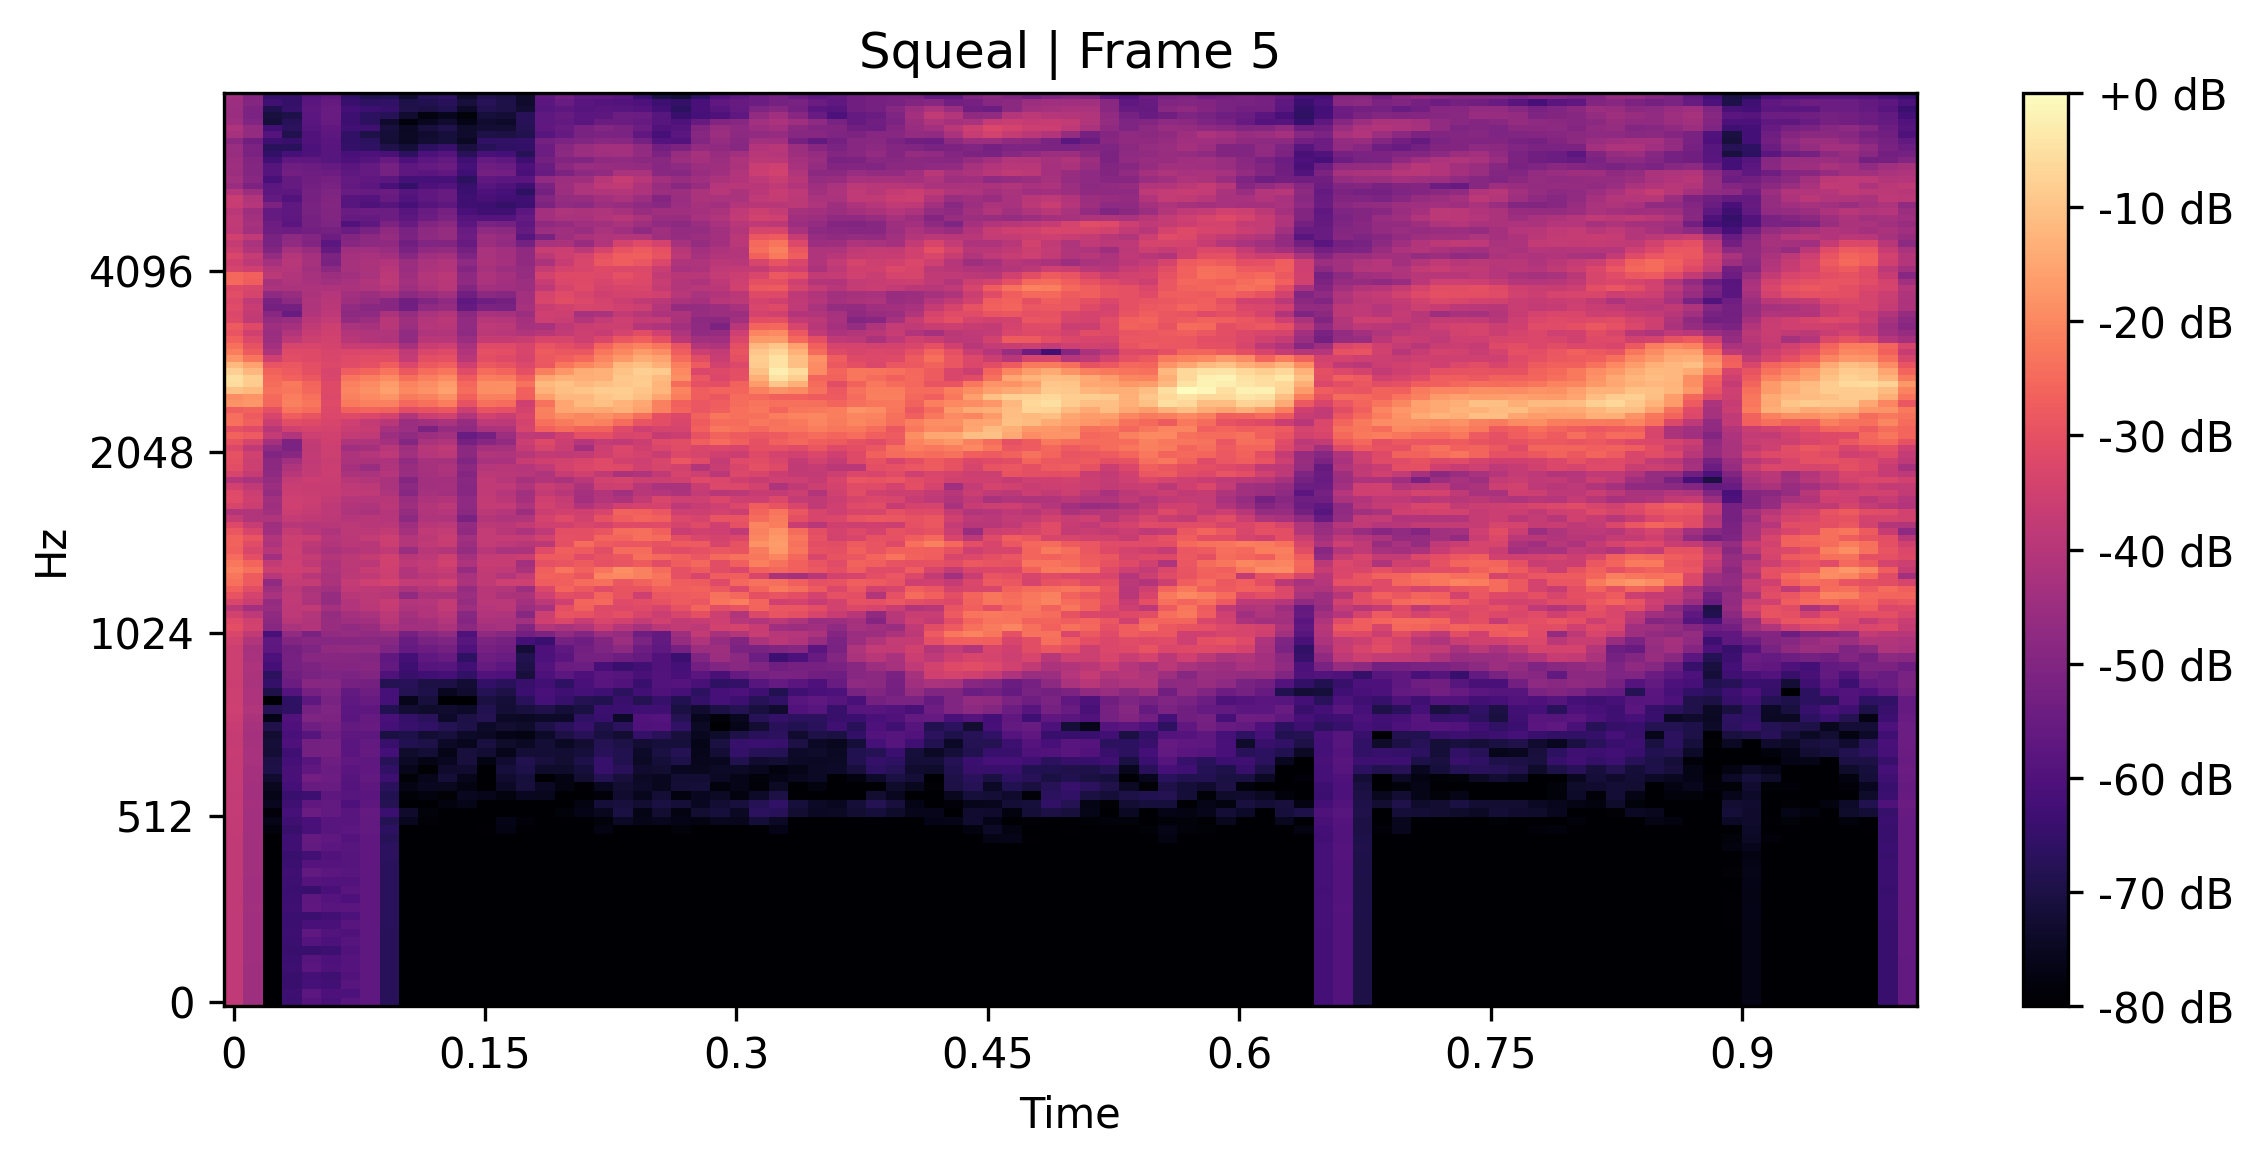 Squeal | Frame 5
Hz
4096
2048
1024
512
0
0 0.15 0.3 0.45 0.6 0.75 0.9
Time
+0 dB
-10 dB
-20 dB
-30 dB
-40 dB
-50 dB
-60 dB
-70 dB
-80 dB